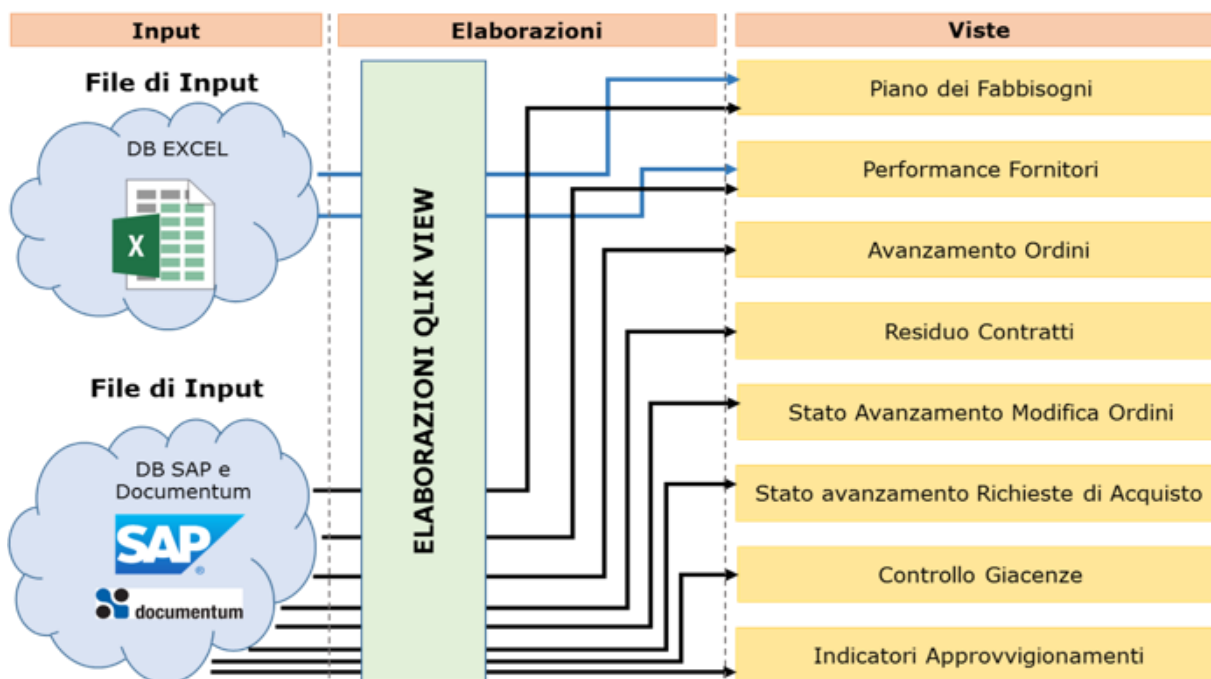 Input
Elaborazioni
Viste
File di Input
DB EXCEL
X
File di Input
DB SAP e
Documentum
SAP
®
documentum
ELABORAZIONI QLIK VIEW
Piano dei Fabbisogni
Performance Fornitori
Avanzamento Ordini
Residuo Contratti
Stato Avanzamento Modifica Ordini
Stato avanzamento Richieste di Acquisto
Controllo Giacenze
Indicatori Approvvigionamenti